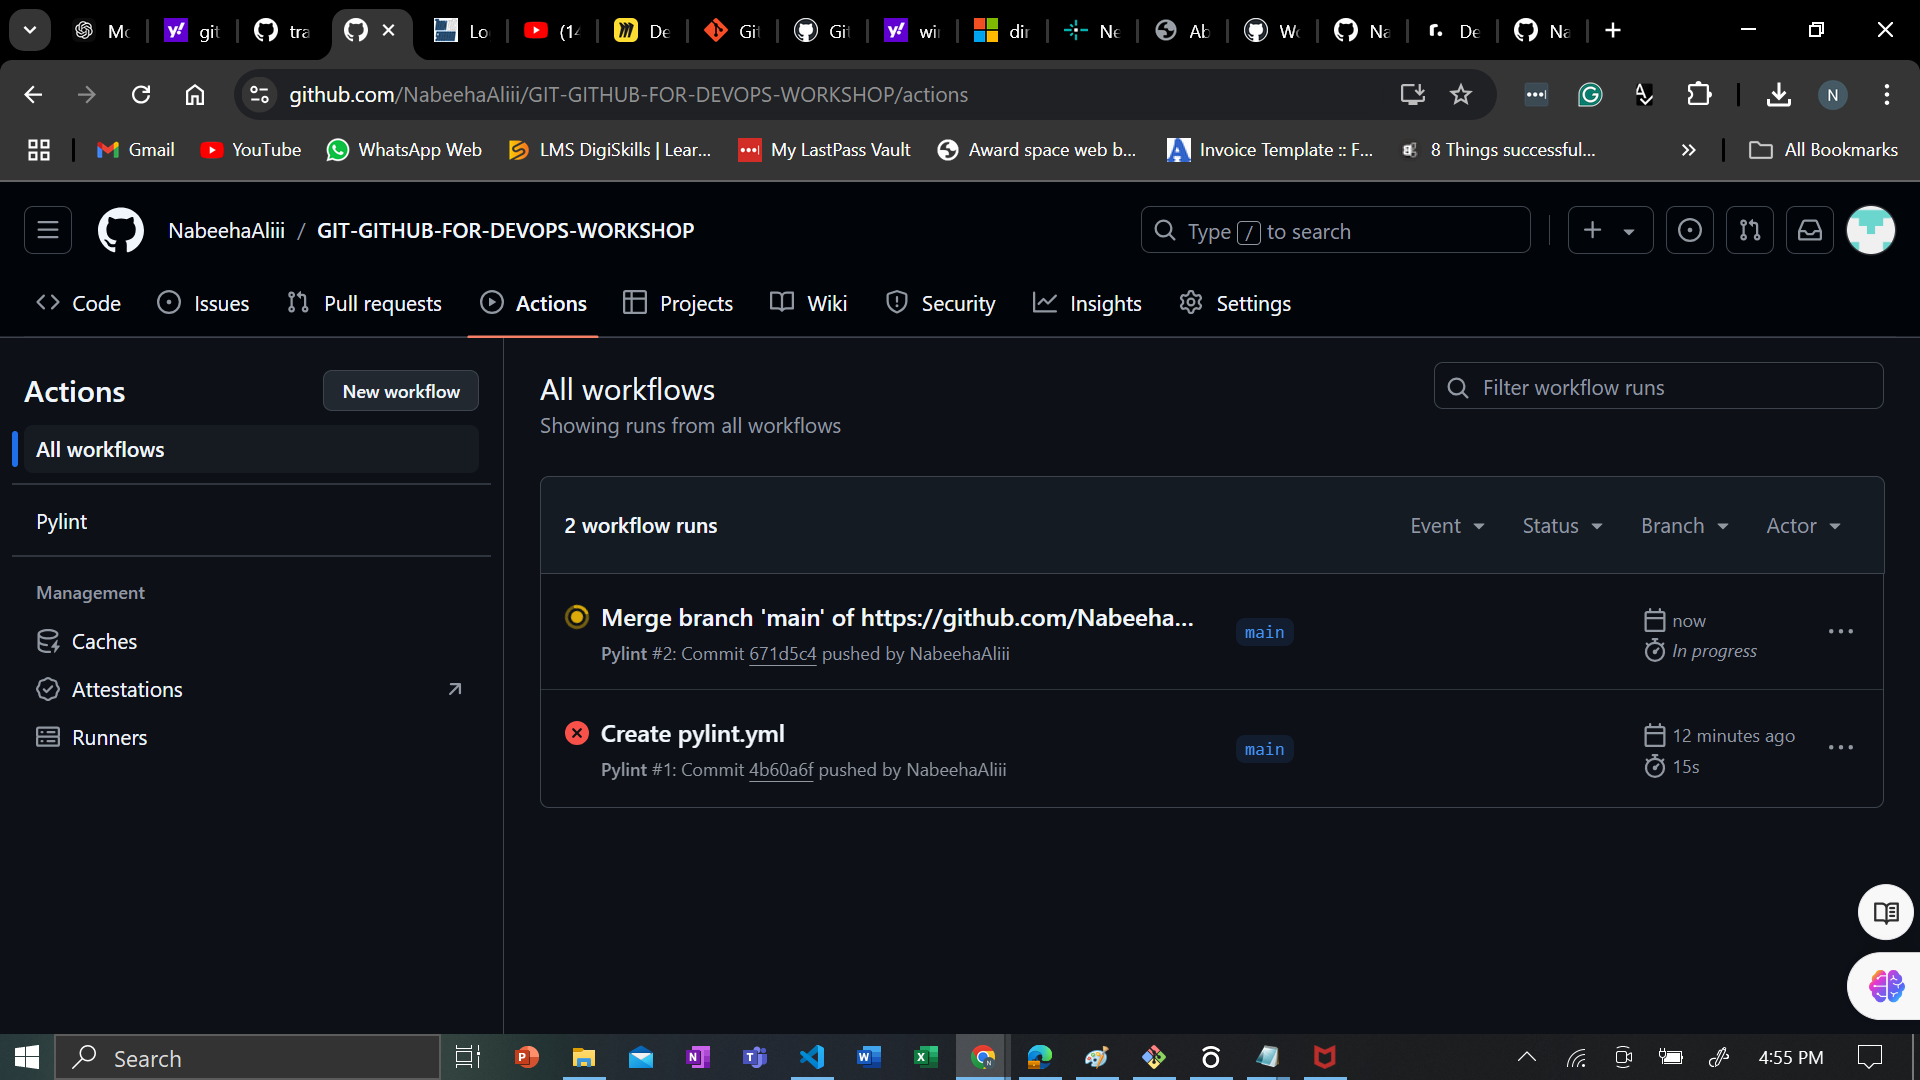 Mo
git
tra
Lo
(14
De
Git
Git
wir
dir
Ne
Ab
Wo
Na
De
Na
github.com/NabeehaAliii/GIT-GITHUB-FOR-DEVOPS-WORKSHOP/actions
N
Gmail
YouTube
WhatsApp Web
LMS DigiSkills | Lear...
My LastPass Vault
Award space web b...
Invoice Template :: F...
8 Things successful...
All Bookmarks
NabeehaAliii / GIT-GITHUB-FOR-DEVOPS-WORKSHOP
Type / to search
Code
Issues
Pull requests
Actions
Projects
Wiki
Security
Insights
Settings
Actions
New workflow
All workflows
Pylint
Management
Caches
Attestations
Runners
All workflows
Showing runs from all workflows
Filter workflow runs
2 workflow runs
Event
Status
Branch
Actor
Merge branch 'main' of https://github.com/Nabeeha...
Pylint #2: Commit 671d5c4 pushed by NabeehaAliii
main
now
In progress
Create pylint.yml
Pylint #1: Commit 4b60a6f pushed by NabeehaAliii
main
12 minutes ago
15s
Search
4:55 PM